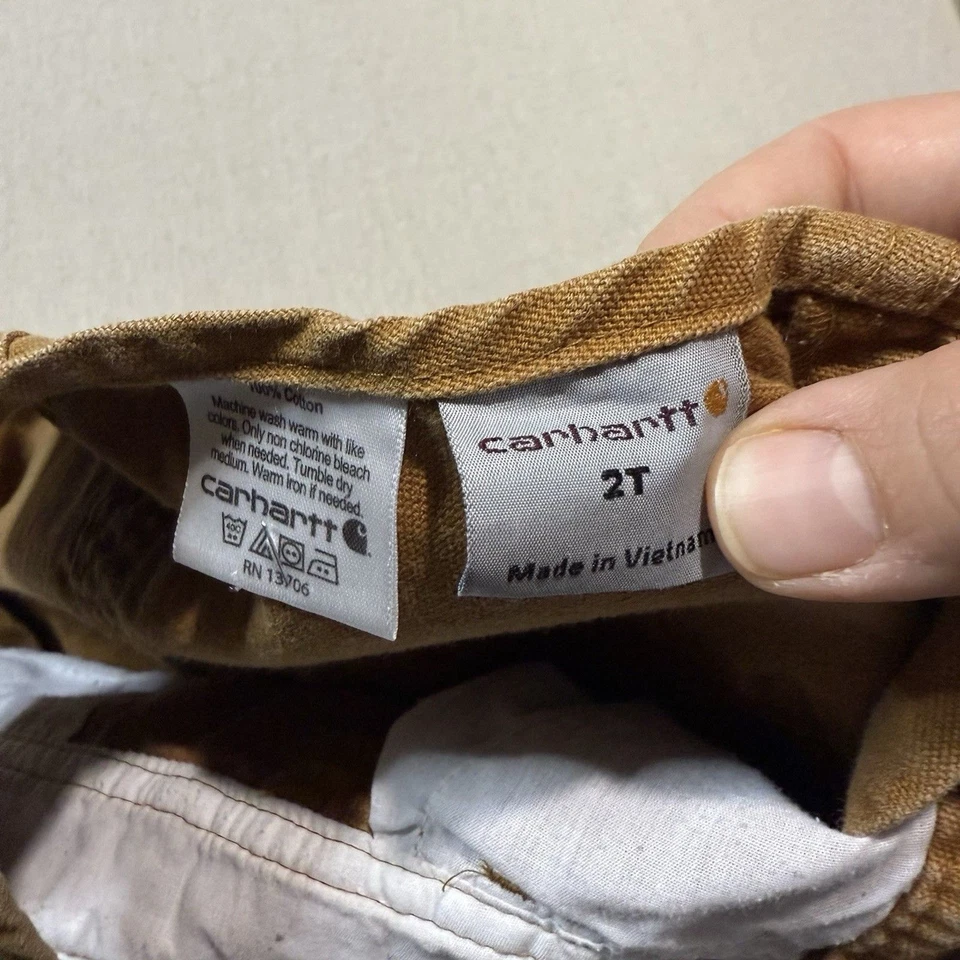 100% Cotton
Machine wash warm with like
colors. Only non chlorine bleach
when needed. Tumble dry
medium. Warm iron if needed.
carhartt
40C
RN 13706
carhartt
2T
Made in Vietnam